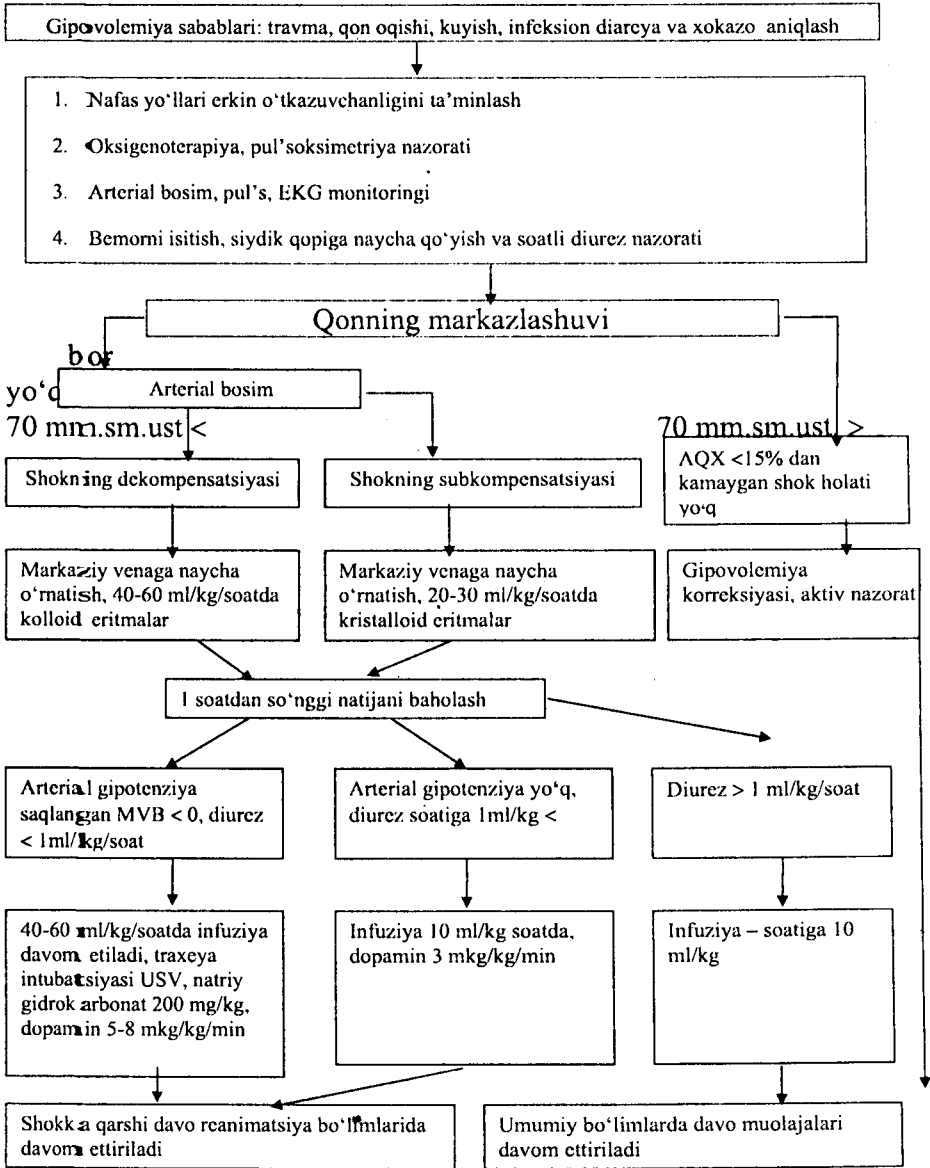 Gipovolemiya sabablari: travma, qon oqishi, kuyish, infeksion diareya va xokazo aniqlash
1. Nafas yo‘llari erkin o‘tkazuvchanligini ta’minlash
2. Oksigenoterapiya, pul’soksimetriya nazorati
3. Arterial bosim, pul’s, EKG monitoringi
4. Bemorni isitish, siydik qopiga naycha qo‘yish va soatli diurez nazorati
Qonning markazlashuvi
bor
Arterial bosim
70 mm.sm.ust <
70 mm.sm.ust >
Shokning dekompensatsiyasi
Shokning subkompensatsiyasi
AQX <15% dan
kamaygan shok holati
yo‘q
Markaziy venaga naycha
o‘rnatish, 40-60 ml/kg/soatda
kolloid eritmalar
Markaziy venaga naycha
o‘rnatish, 20-30 ml/kg/soatda
kristalloid eritmalar
Gipovolemiya
korreksiyasi, aktiv nazorat
1 soatdan so‘nggi natijani baholash
Arterial gipotenziya
saqlangan MVB < 0, diurez
< 1ml/kg/soat
Arterial gipotenziya yo‘q,
diurez soatiga 1ml/kg <
Diurez > 1 ml/kg/soat
40-60 ml/kg/soatda infuziya
davom etiladi, traxeya
intubatsiyasi USV, natriy
gidrokarbonat 200 mg/kg,
dopamin 5-8 mkg/kg/min
Infuziya 10 ml/kg soatda,
dopamin 3 mkg/kg/min
Infuziya – soatiga 10
ml/kg
Shokka qarshi davo reanimatsiya bo‘limlarida
davom ettiriladi
Umumiy bo‘limlarda davo muolajalari
davom ettiriladi